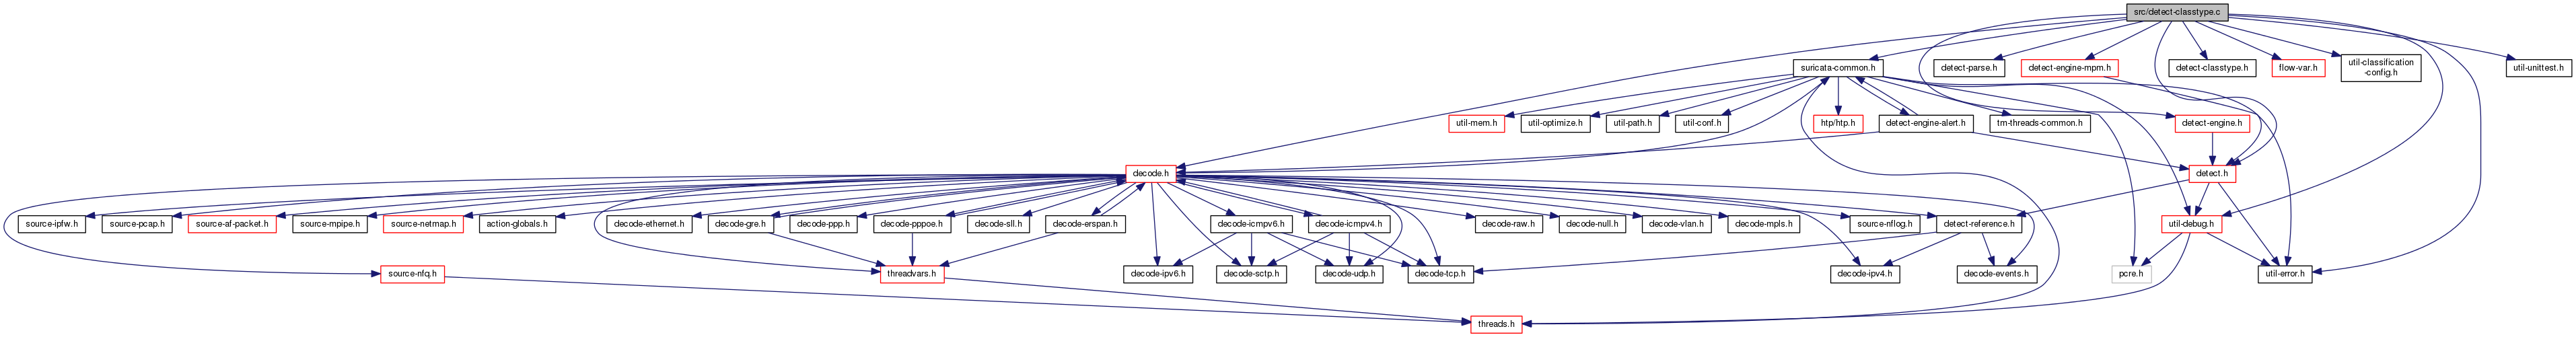 src/detect-classtype.c
suricata-common.h
detect-parse.h
detect-engine-mpm.h
detect-classtype.h
flow-var.h
util-classification
-config.h
util-unittest.h
util-mem.h
util-optimize.h
util-path.h
util-conf.h
htp/htp.h
detect-engine-alert.h
tm-threads-common.h
detect-engine.h
decode.h
detect.h
source-ipfw.h
source-pcap.h
source-af-packet.h
source-mpipe.h
source-netmap.h
action-globals.h
decode-ethernet.h
decode-gre.h
decode-ppp.h
decode-pppoe.h
decode-sll.h
decode-erspan.h
decode-icmpv6.h
decode-icmpv4.h
decode-raw.h
decode-null.h
decode-vlan.h
decode-mpls.h
source-nflog.h
detect-reference.h
util-debug.h
source-nfq.h
threadvars.h
decode-ipv6.h
decode-sctp.h
decode-udp.h
decode-tcp.h
decode-ipv4.h
decode-events.h
pcre.h
util-error.h
threads.h